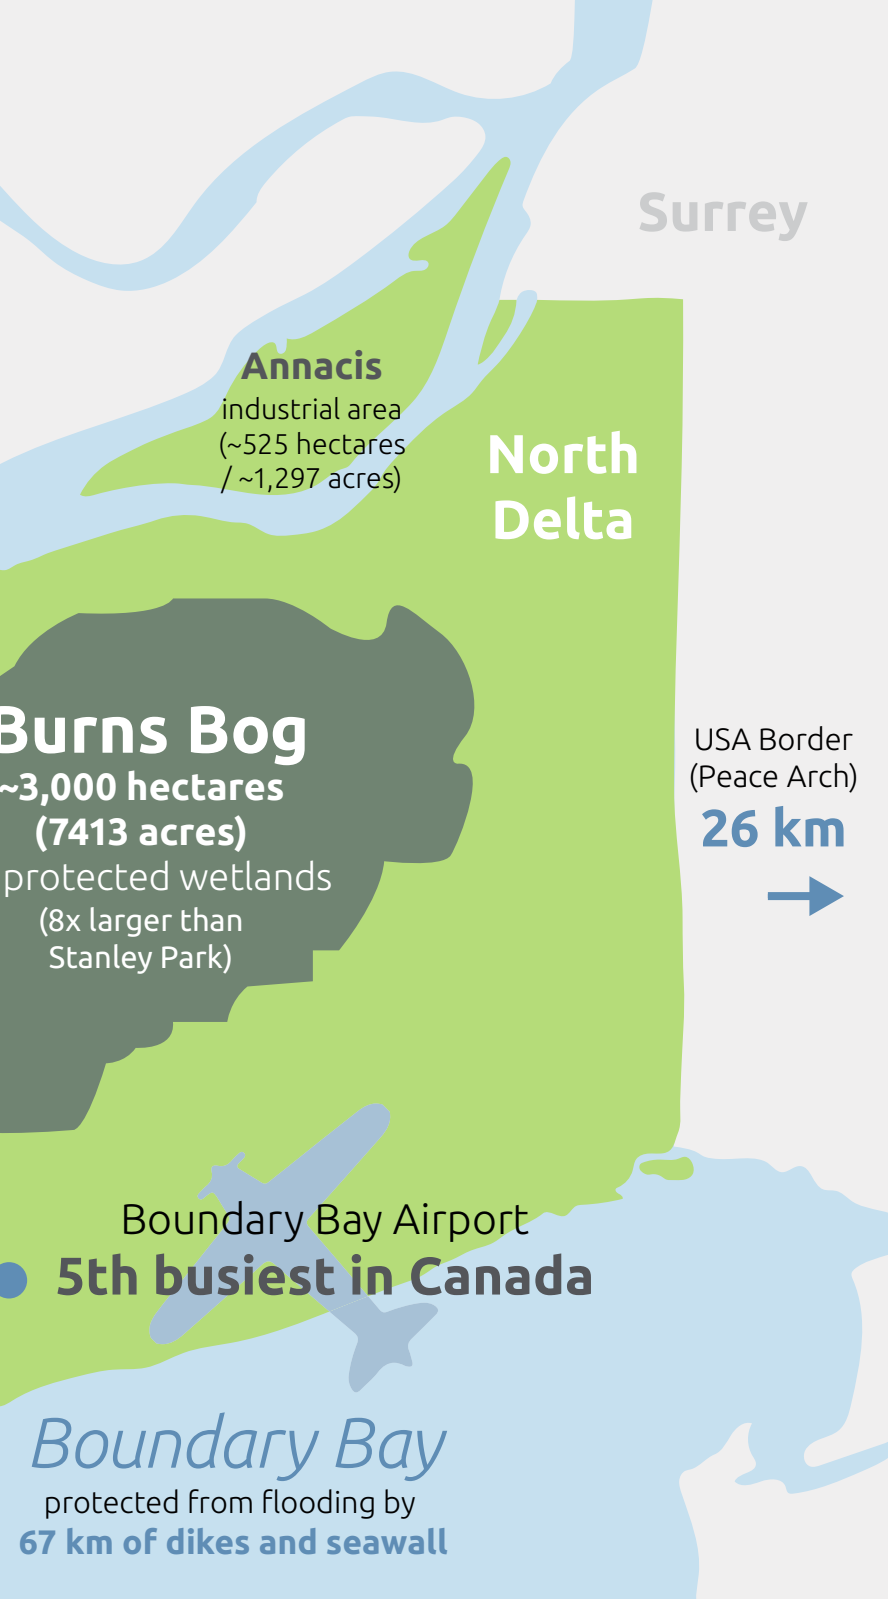 Surrey
Annacis
industrial area
(~525 hectares
/ ~1,297 acres)
North
Delta
Burns Bog
~3,000 hectares
(7413 acres)
protected wetlands
(8x larger than
Stanley Park)
USA Border
(Peace Arch)
26 km
Boundary Bay Airport
5th busiest in Canada
Boundary Bay
protected from flooding by
67 km of dikes and seawall